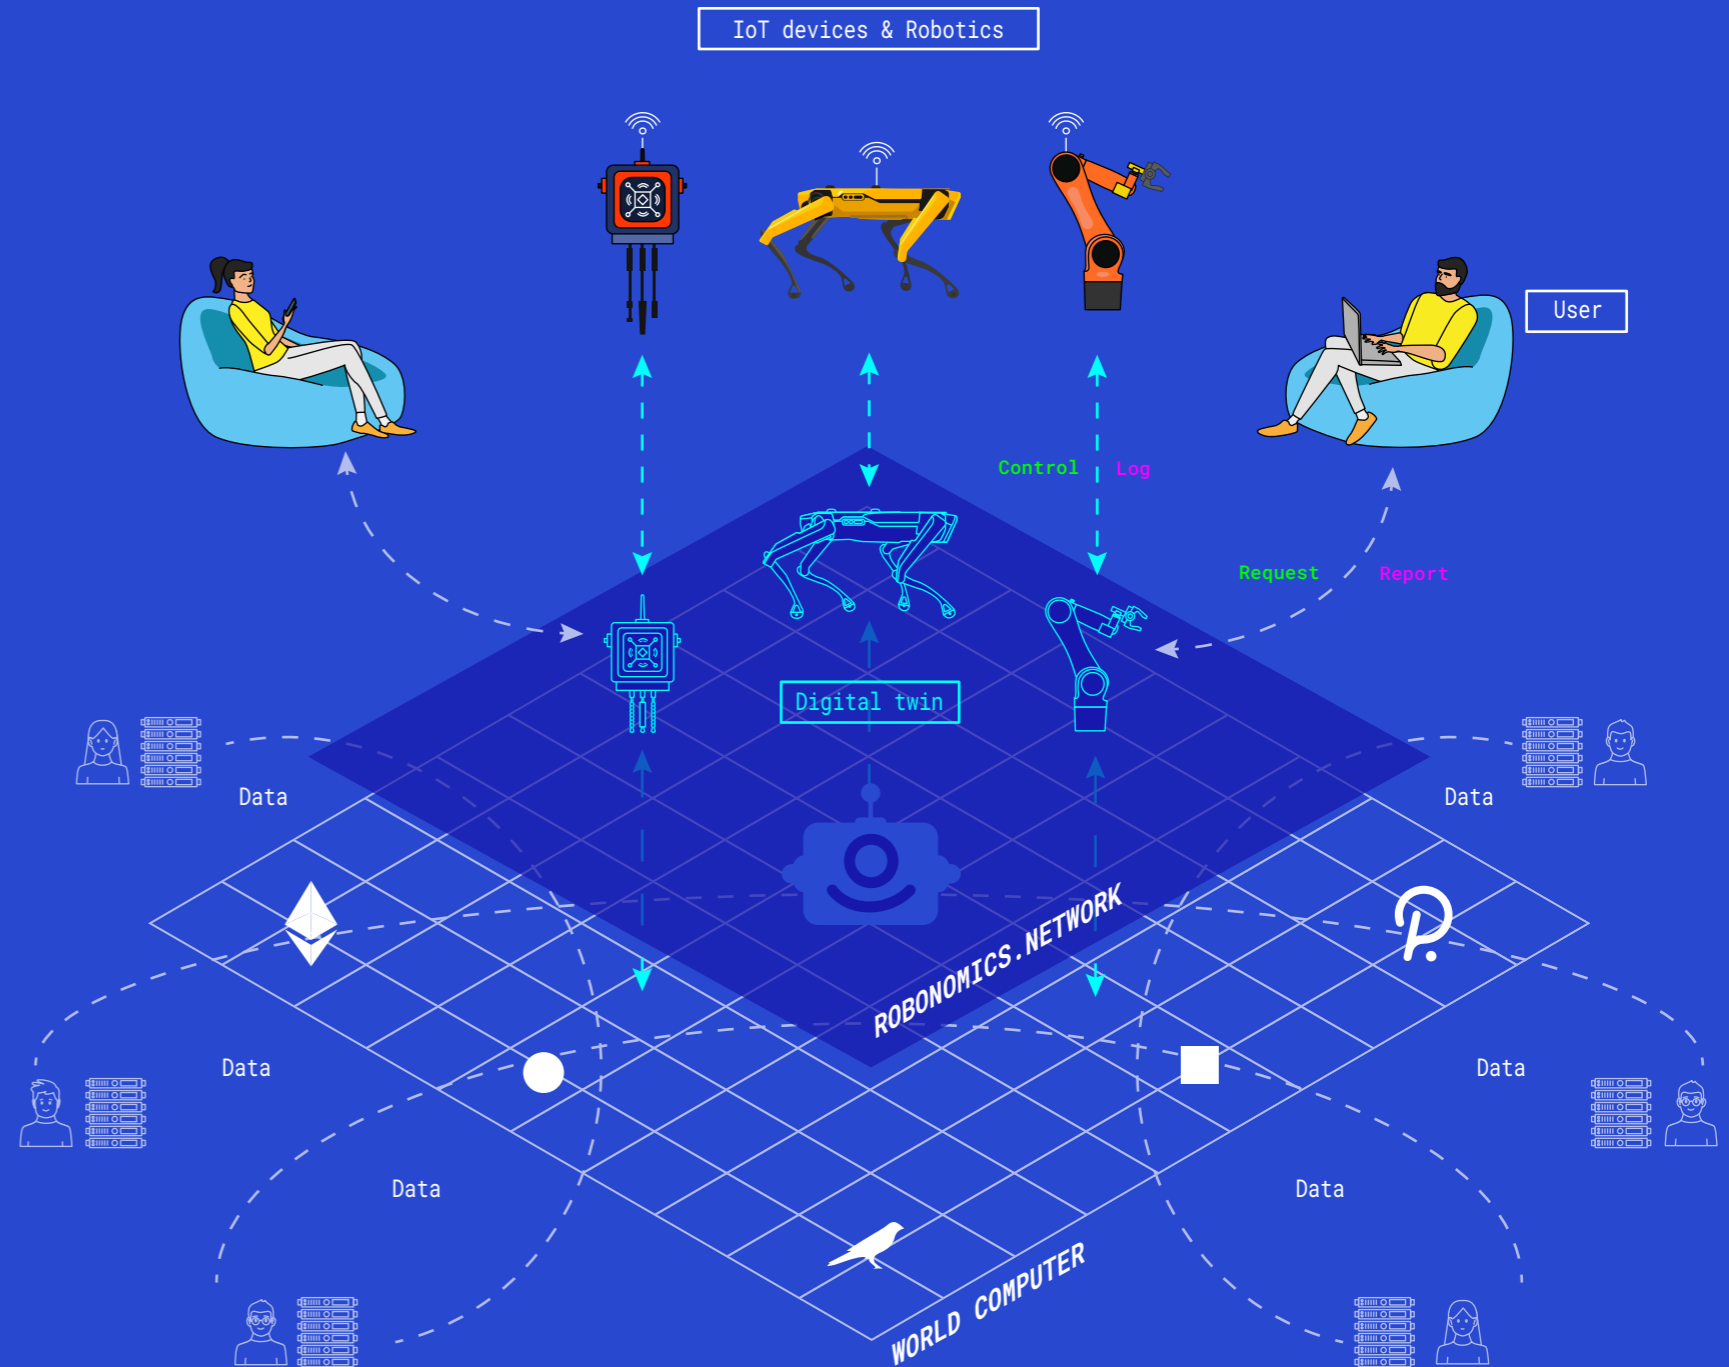 IoT devices & Robotics
User
Control
Log
Request
Report
Digital twin
Data
Data
ROBONOMICS.NETWORK
Data
Data
Data
Data
WORLD COMPUTER